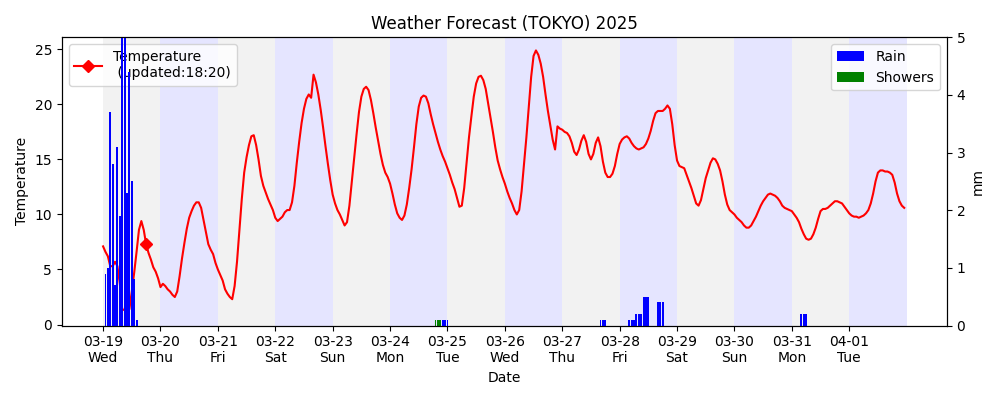 Weather Forecast (TOKYO) 2025
Temperature
(updated:18:20)
Rain
Showers
25
20
15
10
5
0
Temperature
5
4
3
2
1
0
mm
03-19 03-20 03-21 03-22 03-23 03-24 03-25 03-26 03-27 03-28 03-29 03-30 03-31 04-01
Wed Thu Fri Sat Sun Mon Tue Wed Thu Fri Sat Sun Mon Tue
Date